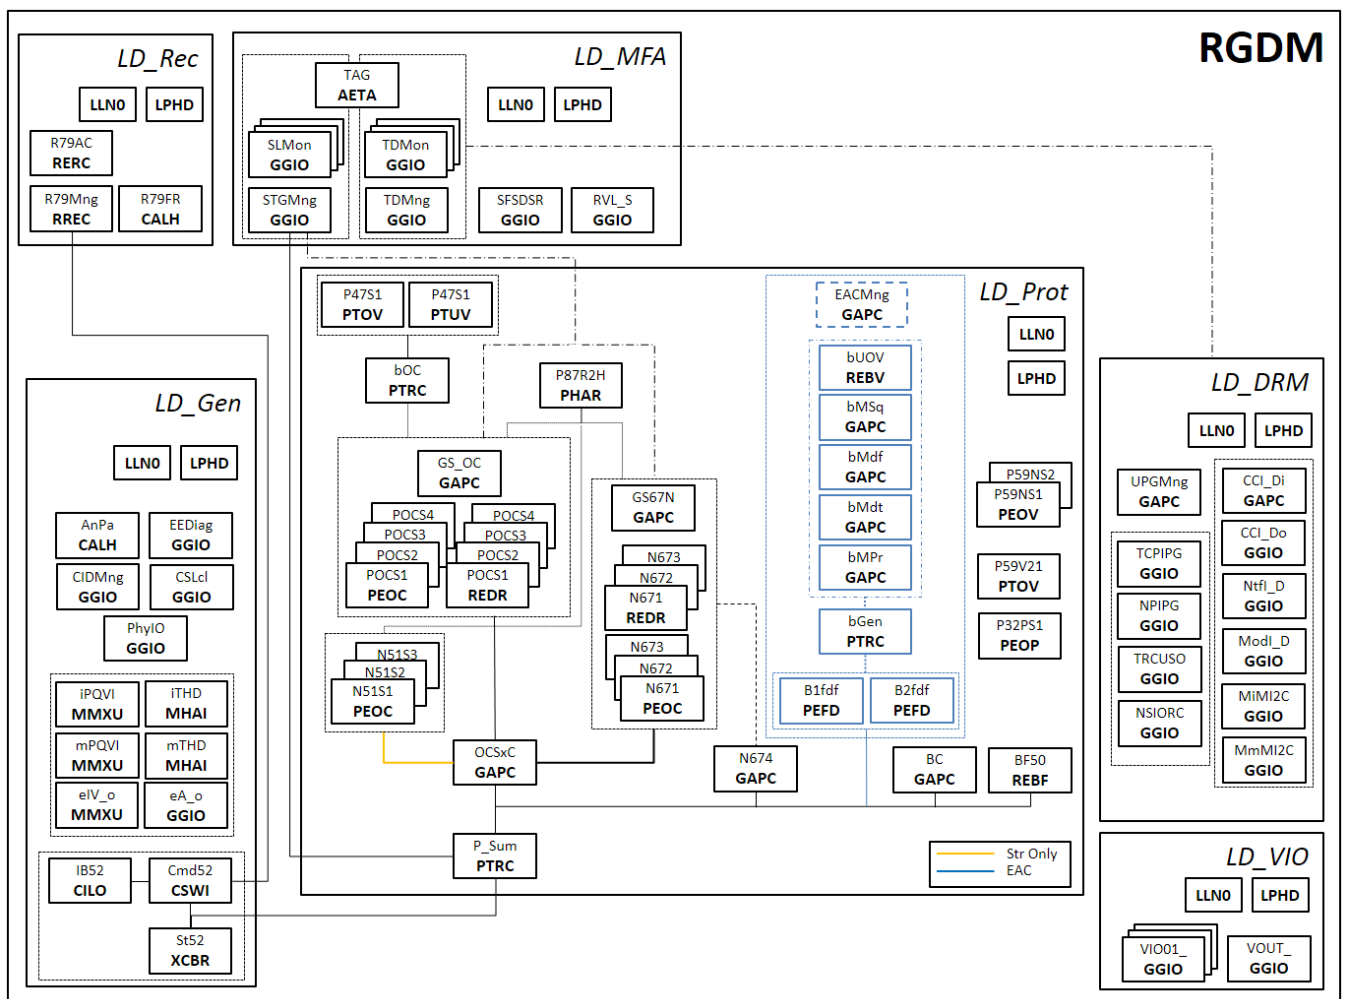 RGDM
LD_Rec
LLN0
LPHD
R79AC
RERC
R79Mng
RREC
R79FR
CALH
LD_MFA
TAG
AETA
LLN0
LPHD
SLMon
GGIO
TDMon
GGIO
STGMng
GGIO
TDMng
GGIO
SFSDSR
GGIO
RVL_S
GGIO
LD_Prot
P47S1
PTOV
P47S1
PTUV
EACMng
GAPC
LLN0
LPHD
bOC
PTRC
P87R2H
PHAR
bUOV
REBV
bMSq
GAPC
bMdf
GAPC
bMdt
GAPC
bMPr
GAPC
bGen
PTRC
B1fdf
PEFD
B2fdf
PEFD
GS_OC
GAPC
POCS4
POCS3
POCS2
POCS1
PEOC
POCS4
POCS3
POCS2
POCS1
REDR
GS67N
GAPC
N673
N672
N671
REDR
N673
N672
N671
PEOC
N51S3
N51S2
N51S1
PEOC
P59NS2
P59NS1
PEOV
P59V21
PTOV
P32PS1
PEOP
OCSxC
GAPC
N674
GAPC
BC
GAPC
BF50
REBF
P_Sum
PTRC
Str Only
EAC
LD_Gen
LLN0
LPHD
AnPa
CALH
EEDiag
GGIO
CIDMng
GGIO
CSLcl
GGIO
PhyIO
GGIO
iPQVI
MMXU
iTHD
MHAI
mPQVI
MMXU
mTHD
MHAI
eIV_o
MMXU
eA_o
GGIO
IB52
CILO
Cmd52
CSWI
St52
XCBR
LD_DRM
LLN0
LPHD
UPGMng
GAPC
CCI_Di
GAPC
CCI_Do
GGIO
TCPIPG
GGIO
NtfI_D
GGIO
NPIPG
GGIO
ModI_D
GGIO
TRCUSO
GGIO
MiMI2C
GGIO
NSIORC
GGIO
MmMI2C
GGIO
LD_VIO
LLN0
LPHD
VIO01_
GGIO
VOUT_
GGIO